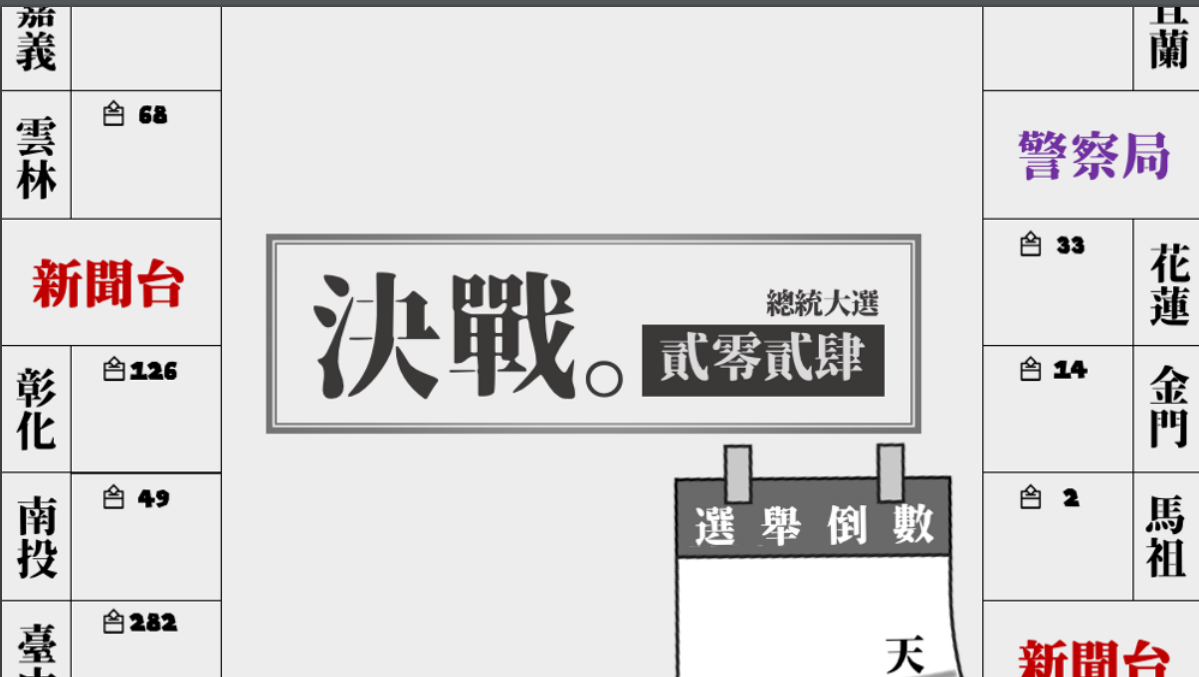 嘉義
雲林
68
新聞台
彰化
126
南投
49
282
決戰。
總統大選
貳零貳肆
選舉倒數
天
宜蘭
警察局
33
花蓮
14
金門
2
馬祖
新聞台